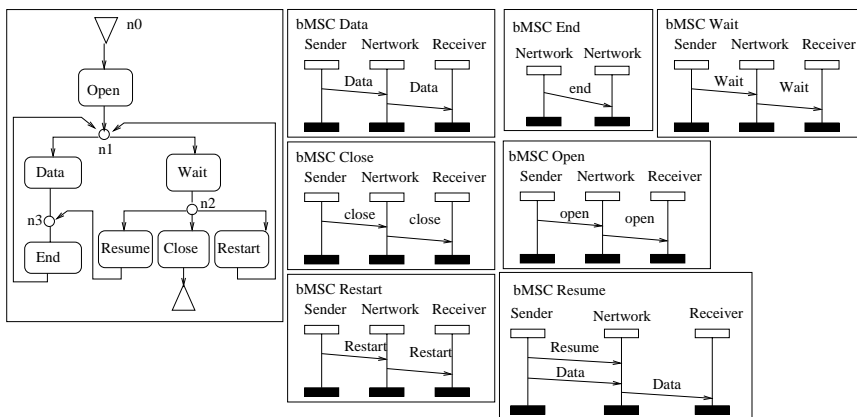 n0
Open
n1
Data
Wait
n3
n2
End
Resume
Close
Restart
bMSC Data
Sender Nertwork Receiver
Data
Data
bMSC End
Nertwork Nertwork
end
bMSC Wait
Sender Nertwork Receiver
Wait
Wait
bMSC Close
Sender Nertwork Receiver
close
close
bMSC Open
Sender Nertwork Receiver
open
open
bMSC Restart
Sender Nertwork Receiver
Restart
Restart
bMSC Resume
Sender Nertwork Receiver
Resume
Data
Data